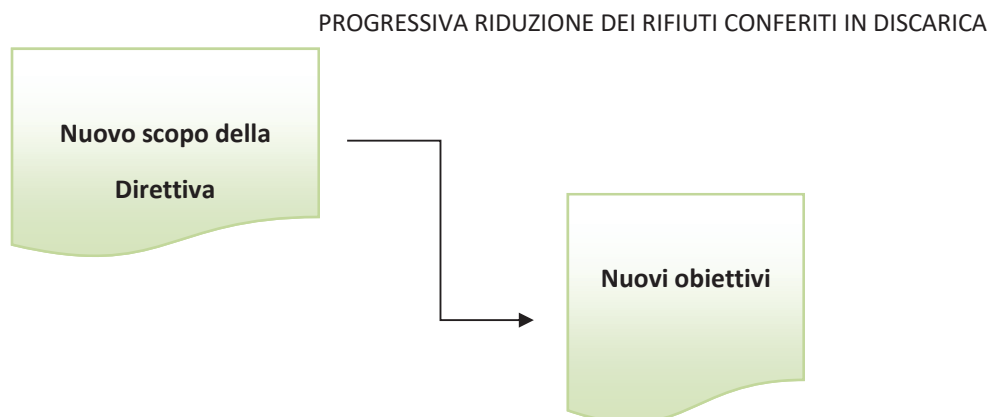 PROGRESSIVA RIDUZIONE DEI RIFIUTI CONFERITI IN DISCARICA
Nuovo scopo della
Direttiva
Nuovi obiettivi